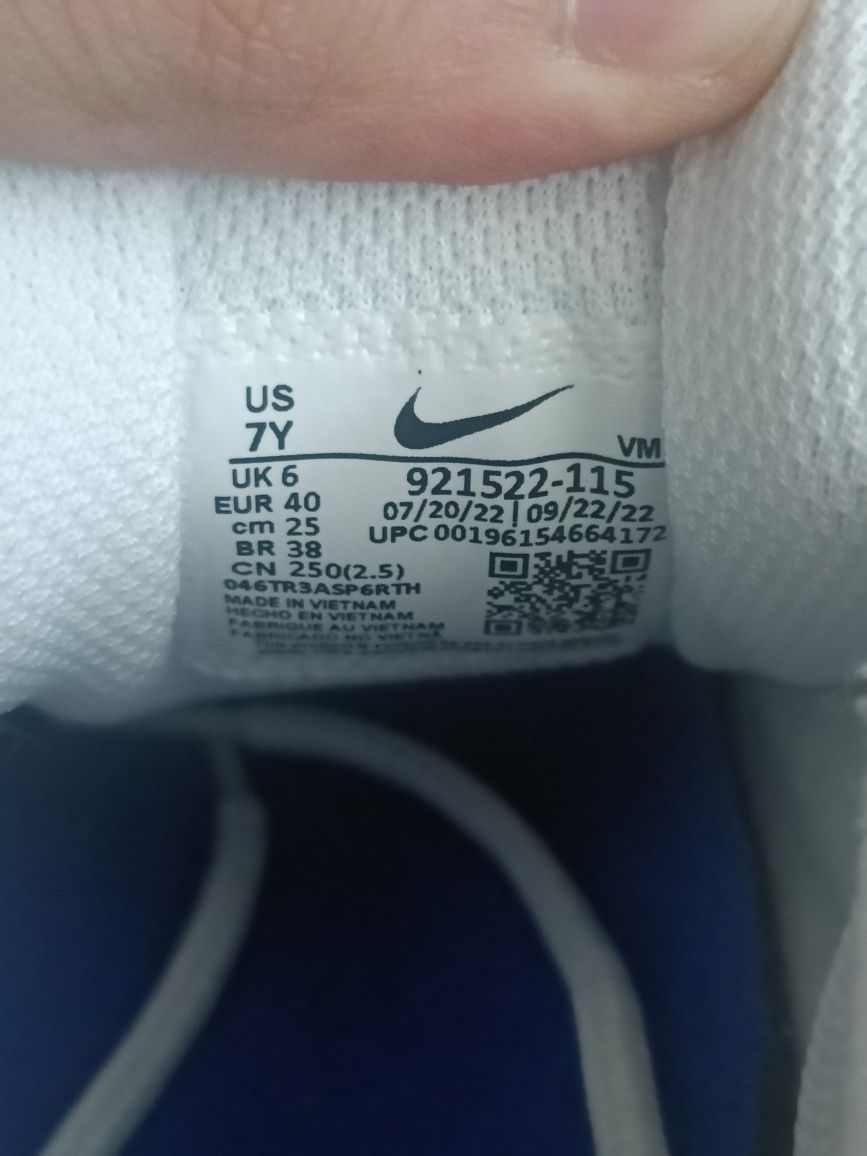 US
7Y
VM
UK 6
EUR 40
cm 25
BR 38
CN 250(2.5)
921522-115
07/20/22 | 09/22/22
UPC 00196154664172
046TR3ASP6RTH
MADE IN VIETNAM
HECHO EN VIETNAM
FABRIQUE AU VIETNAM
FABRICADO NO VIETNÃ